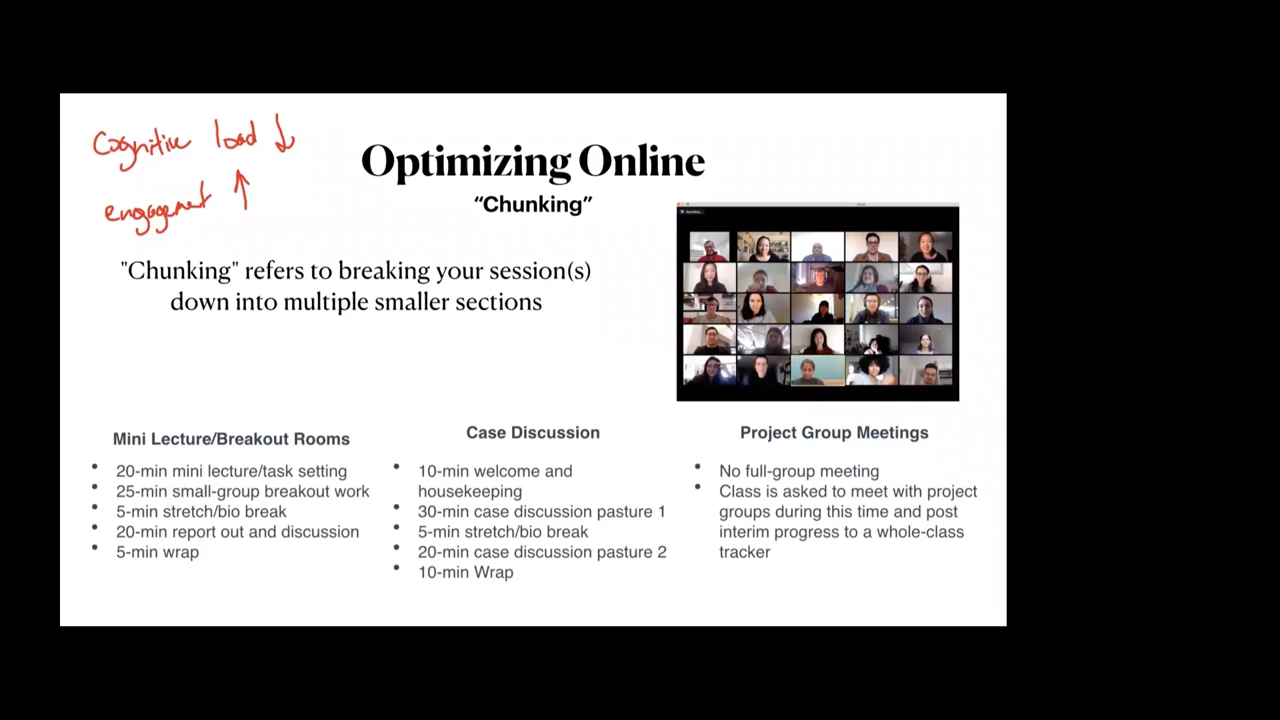 Cognitive load ↓
engagement ↑
Optimizing Online
“Chunking”
"Chunking" refers to breaking your session(s)
down into multiple smaller sections
Mini Lecture/Breakout Rooms
• 20-min mini lecture/task setting
• 25-min small-group breakout work
• 5-min stretch/bio break
• 20-min report out and discussion
• 5-min wrap
Case Discussion
• 10-min welcome and
housekeeping
• 30-min case discussion pasture 1
• 5-min stretch/bio break
• 20-min case discussion pasture 2
• 10-min Wrap
Project Group Meetings
• No full-group meeting
• Class is asked to meet with project
groups during this time and post
interim progress to a whole-class
tracker